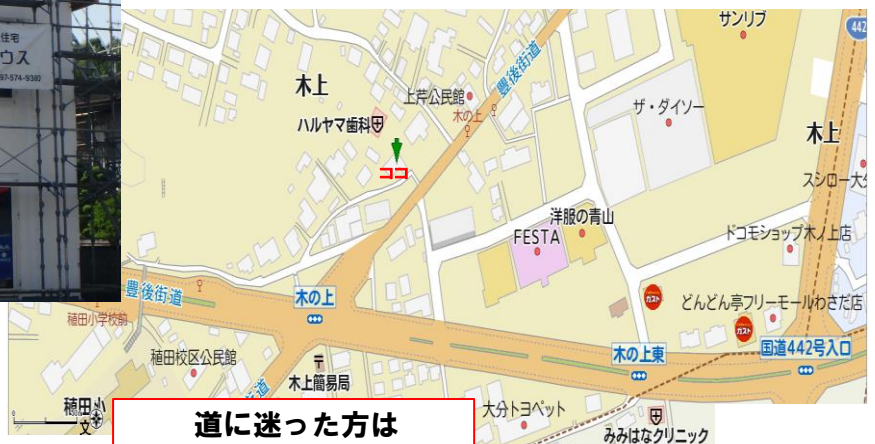 住宅
ウス
97-574-9380
サンリブ
442
豊後街道
木上
上芹公民館
木の上
ハルヤマ歯科
ザ・ダイソー
木上
ココ
スシロー大分
洋服の青山
FESTA
ドコモショップ木ノ上店
豊後街道
木の上
ガスト
どんどん亭フリーモールわさだ店
稙田小学校前
ガスト
稙田校区公民館
木の上東
国道442号入口
木上簡易局
街道
稙田小
文
大分トヨペット
道に迷った方は
みみはなクリニック